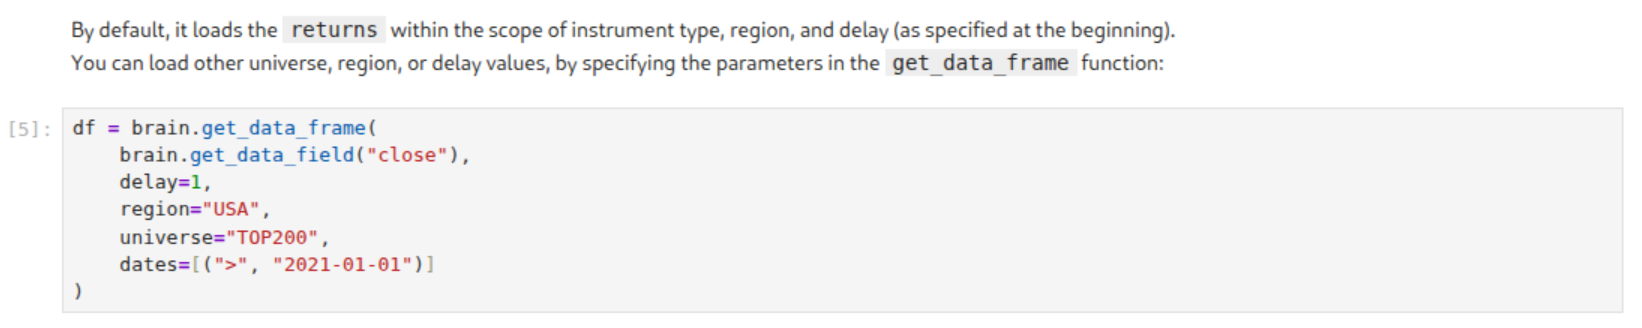 By default, it loads the returns within the scope of instrument type, region, and delay (as specified at the beginning).
You can load other universe, region, or delay values, by specifying the parameters in the get_data_frame function:
[5]: df = brain.get_data_frame(
    brain.get_data_field("close"),
    delay=1,
    region="USA",
    universe="TOP200",
    dates=[(">", "2021-01-01")]
)